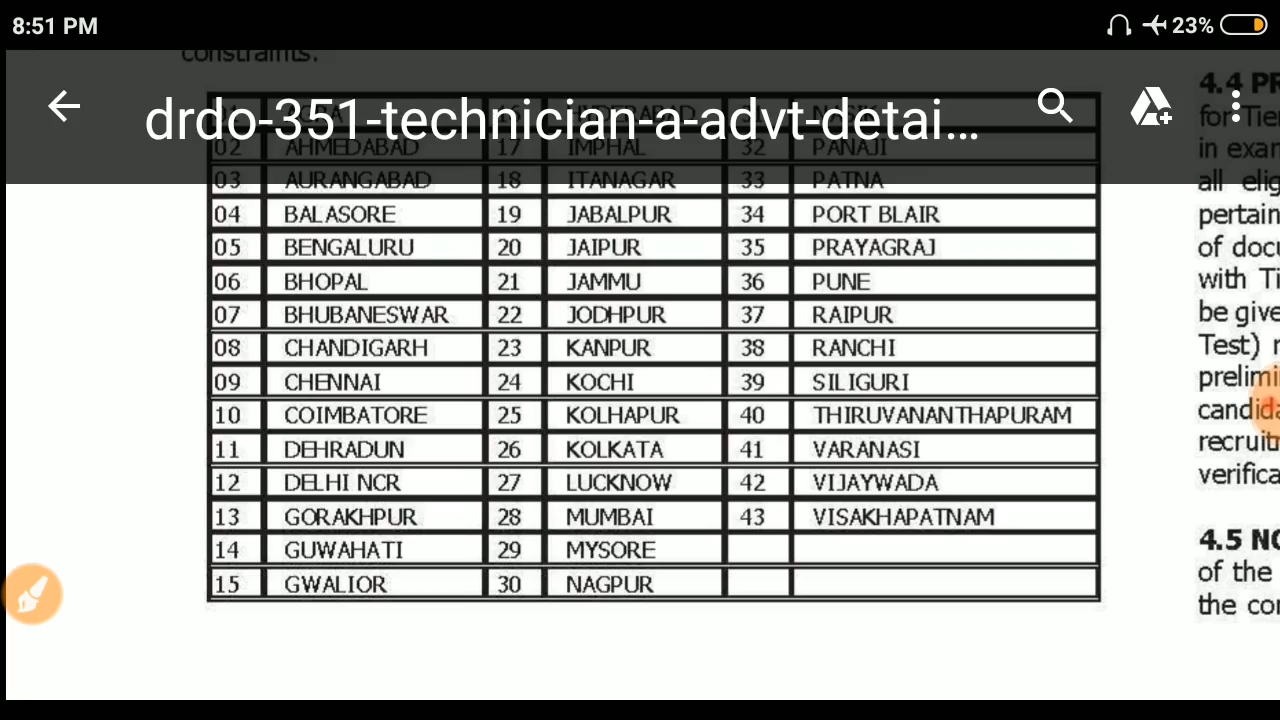 8:51 PM
23%
constraints.
drdo-351-technician-a-advt-detai...
02 AHMEDABAD 17 IMPHAL 32 PANAJI
03 AURANGABAD 18 ITANAGAR 33 PATNA
04 BALASORE 19 JABALPUR 34 PORT BLAIR
05 BENGALURU 20 JAIPUR 35 PRAYAGRAJ
06 BHOPAL 21 JAMMU 36 PUNE
07 BHUBANESWAR 22 JODHPUR 37 RAIPUR
08 CHANDIGARH 23 KANPUR 38 RANCHI
09 CHENNAI 24 KOCHI 39 SILIGURI
10 COIMBATORE 25 KOLHAPUR 40 THIRUVANANTHAPURAM
11 DEHRADUN 26 KOLKATA 41 VARANASI
12 DELHI NCR 27 LUCKNOW 42 VIJAYWADA
13 GORAKHPUR 28 MUMBAI 43 VISAKHAPATNAM
14 GUWAHATI 29 MYSORE
15 GWALIOR 30 NAGPUR
4.4 PR
for Tie
in exan
all elig
pertain
of docu
with Ti
be give
Test) r
prelimi
candida
recruitr
verifica
4.5 NO
of the
the cor